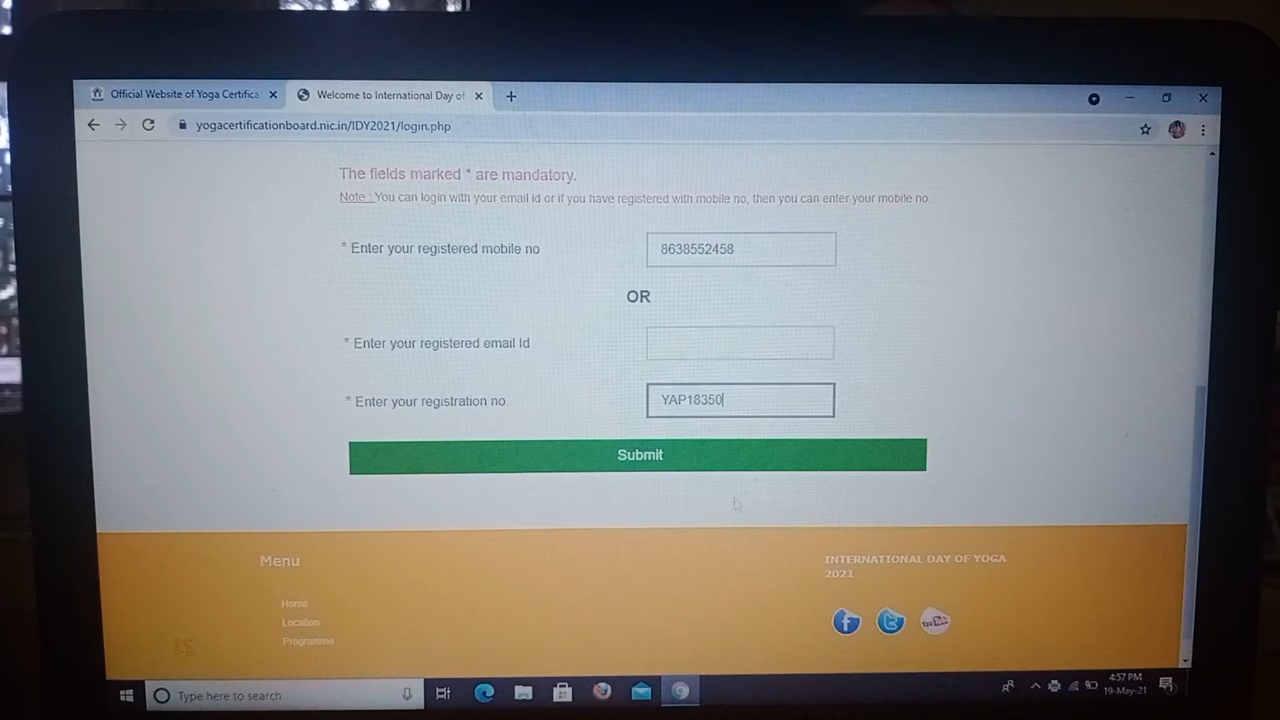 Official Website of Yoga Certifica
Welcome to International Day of
yogacertificationboard.nic.in/IDY2021/login.php
The fields marked * are mandatory.
Note : You can login with your email id or if you have registered with mobile no, then you can enter your mobile no.
* Enter your registered mobile no
8638552458
OR
* Enter your registered email Id
* Enter your registration no.
YAP18350
Submit
Menu
Home
Location
Programme
INTERNATIONAL DAY OF YOGA
2021
You Tube
Type here to search
4:57 PM
19-May-21